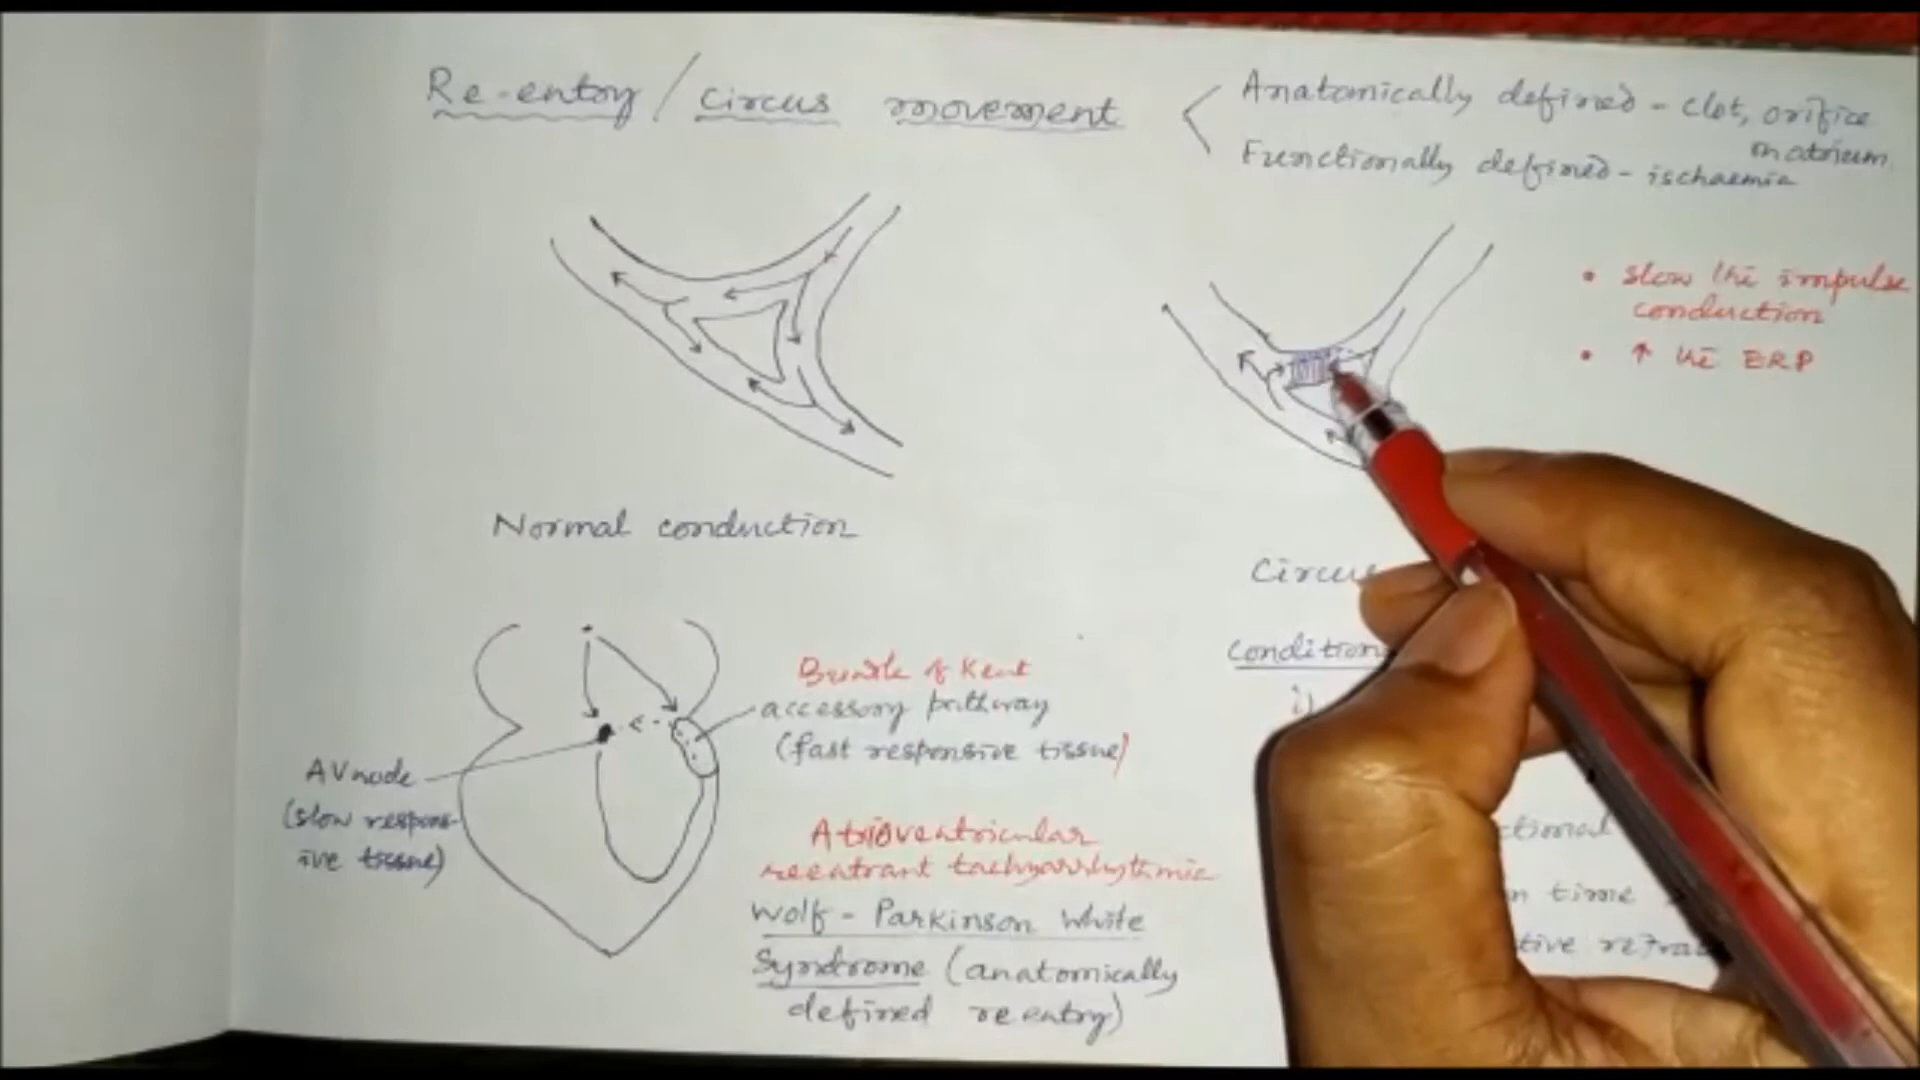 Re-entry / circus movement
Anatomically defined - clot, orifice
in atrium
Functionally defined - ischaemia
• slow the impulse
conduction
• ↑ the ERP
Normal conduction
Circus
Condition
i)
Bundle of Kent
accessory pathway
(fast responsive tissue)
AV node
(slow respons-
ive tissue)
Atrioventricular
reentrant tachyarrhythmic
Wolf - Parkinson White
Syndrome (anatomically
defined reentry)
ctional
n time
tive refra